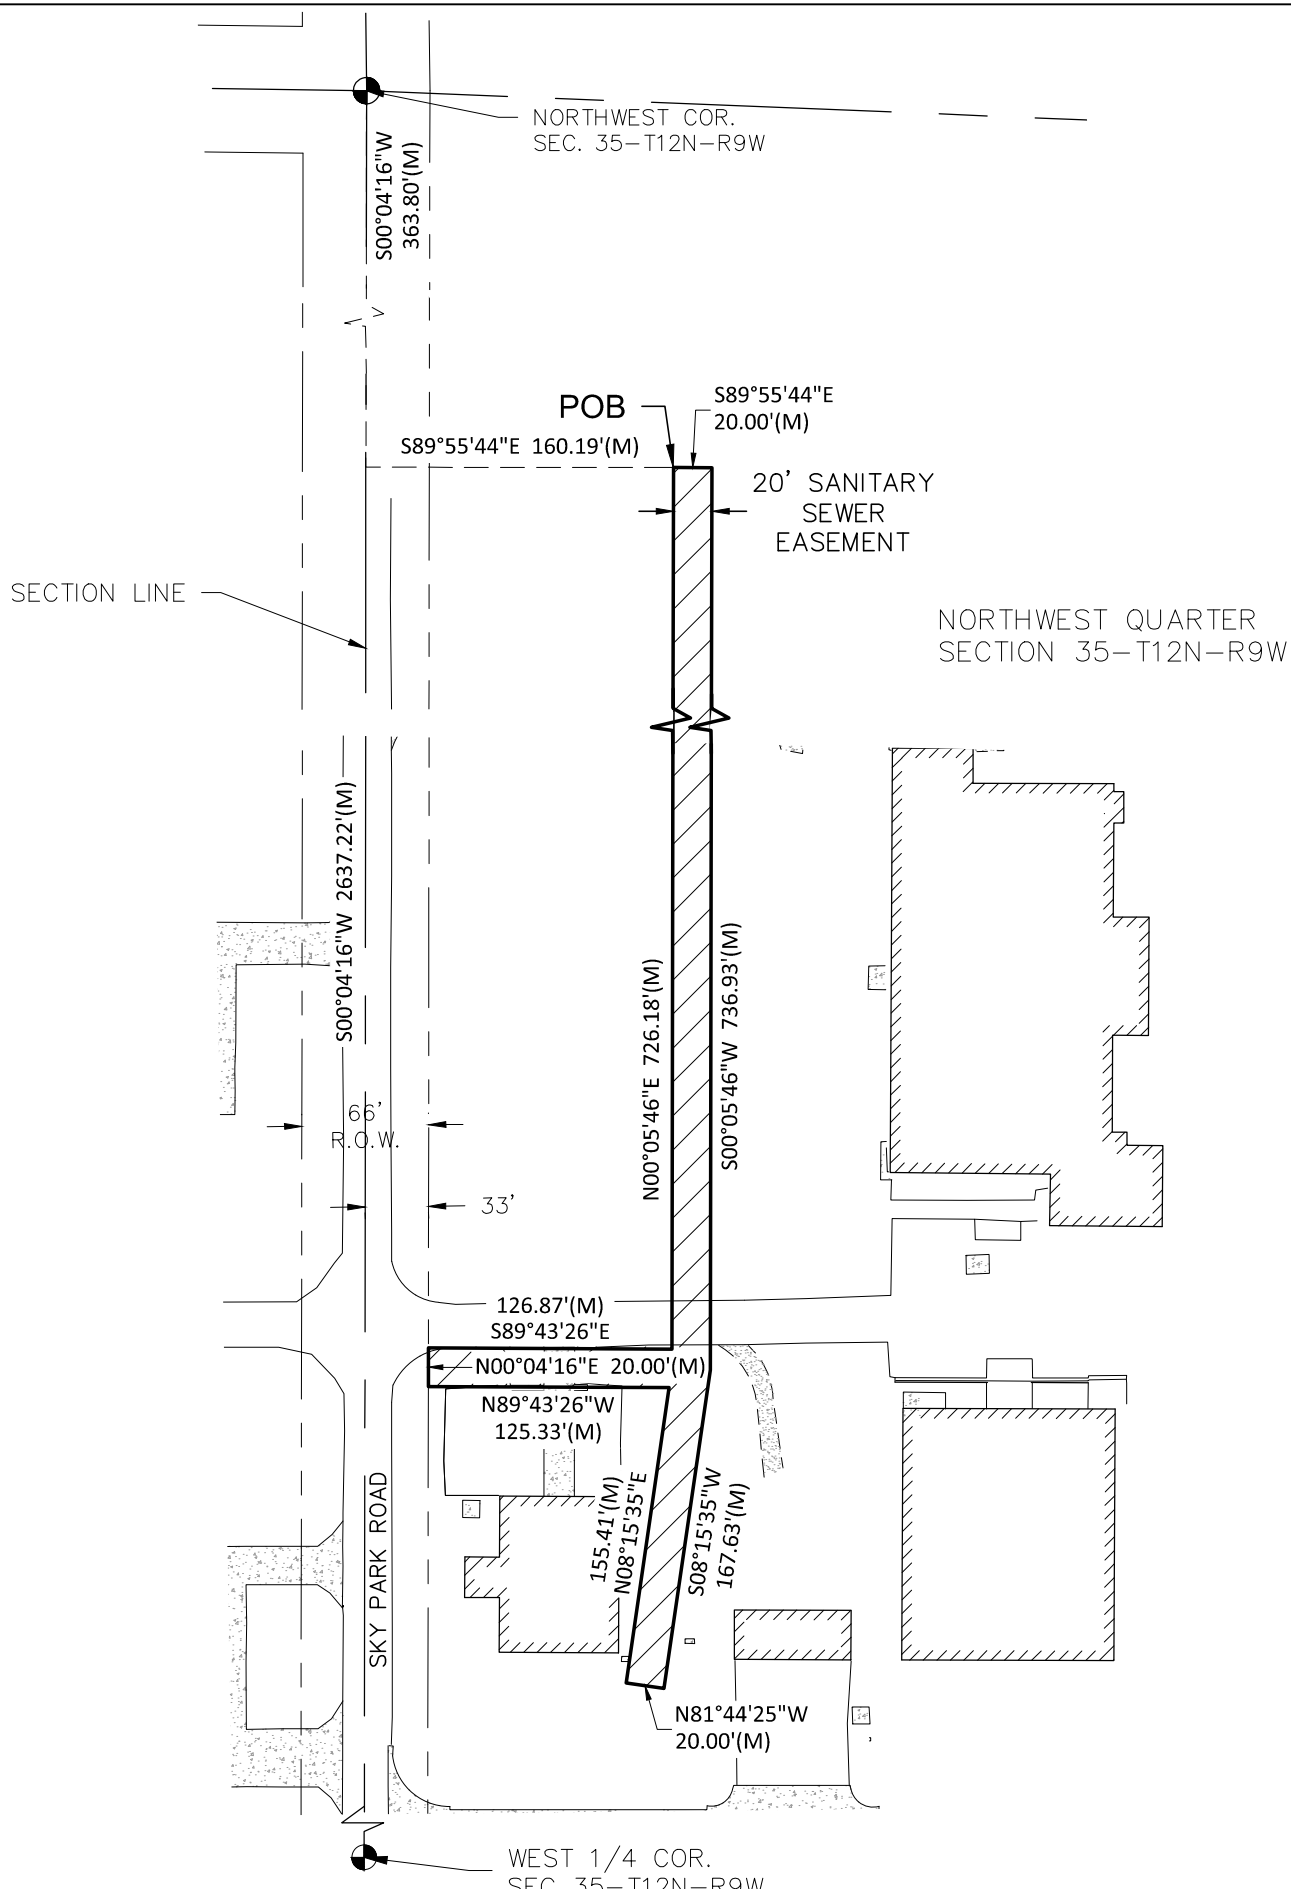 NORTHWEST COR.
SEC. 35-T12N-R9W
S00°04'16"W
363.80'(M)
POB
S89°55'44"E
20.00'(M)
S89°55'44"E 160.19'(M)
20' SANITARY
SEWER
EASEMENT
SECTION LINE
NORTHWEST QUARTER
SECTION 35-T12N-R9W
S00°04'16"W 2637.22'(M)
N00°05'46"E 726.18'(M)
S00°05'46"W 736.93'(M)
66'
R.O.W.
33'
126.87'(M)
S89°43'26"E
N00°04'16"E 20.00'(M)
N89°43'26"W
125.33'(M)
155.41'(M)
N08°15'35"E
S08°15'35"W
167.63'(M)
SKY PARK ROAD
N81°44'25"W
20.00'(M)
WEST 1/4 COR.
SEC. 35-T12N-R9W